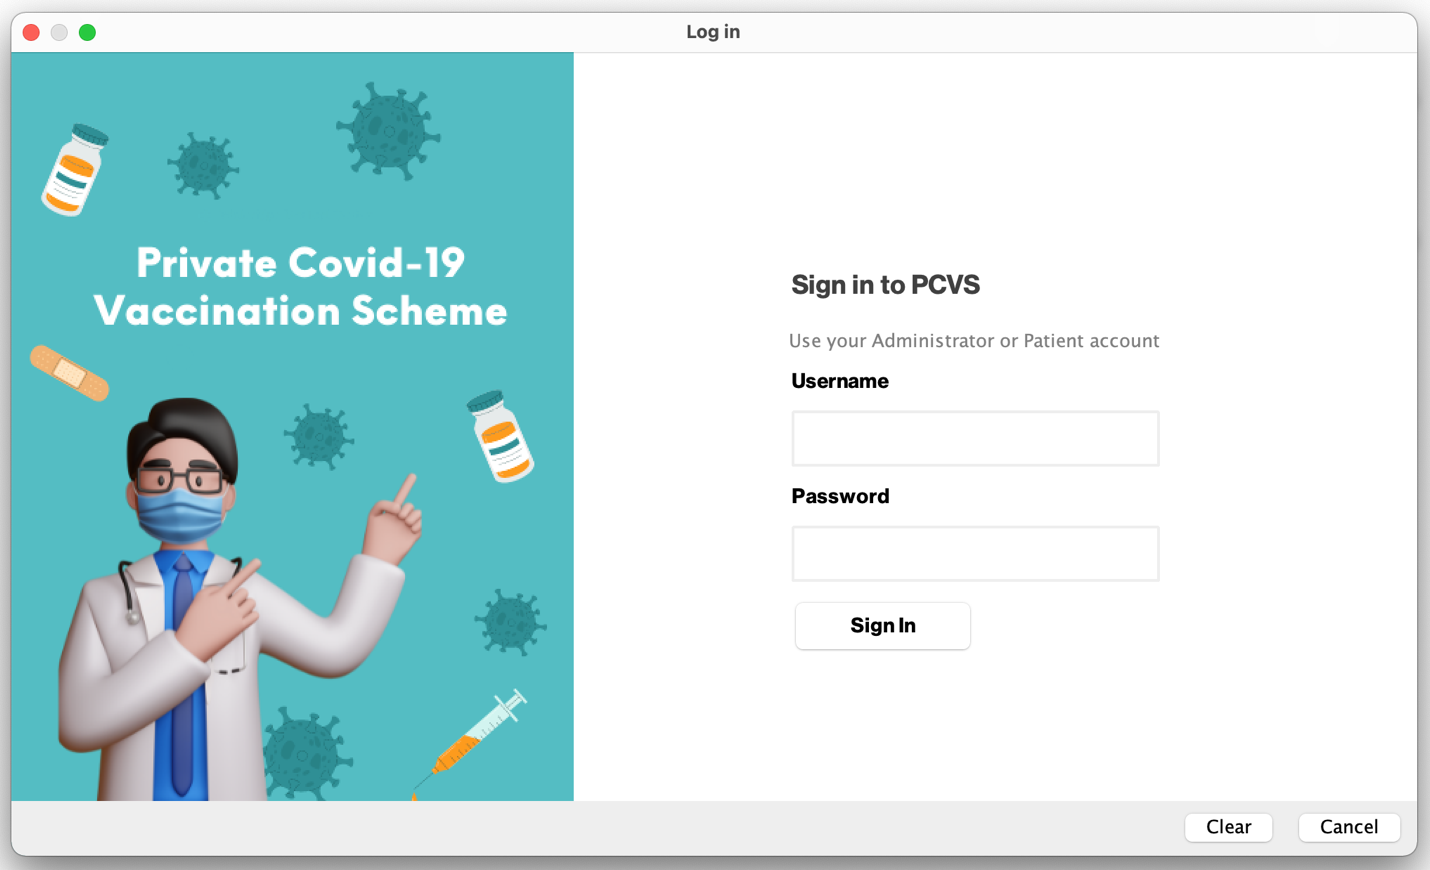 Log in
Private Covid-19
Vaccination Scheme
Sign in to PCVS
Use your Administrator or Patient account
Username
Password
Sign In
Clear
Cancel